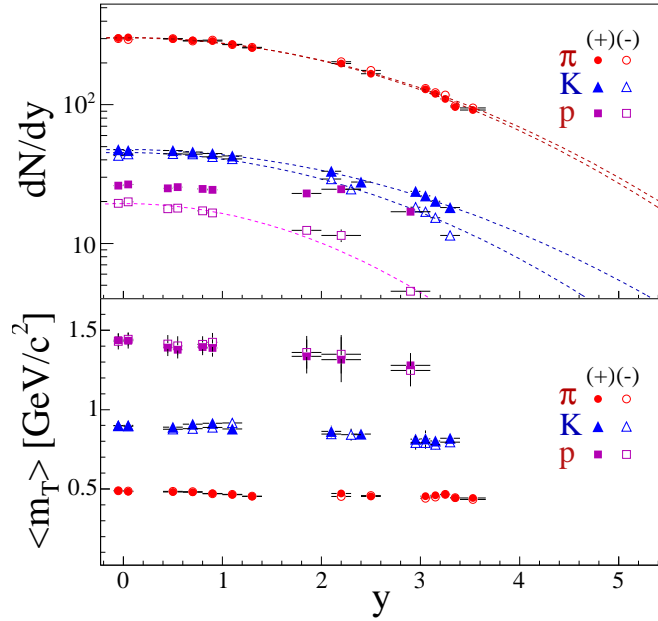 dN/dy
10²
10
(+)(-)
π
K
p
<m_T> [GeV/c²]
1.5
1
0.5
(+)(-)
π
K
p
0 1 2 3 4 5
y